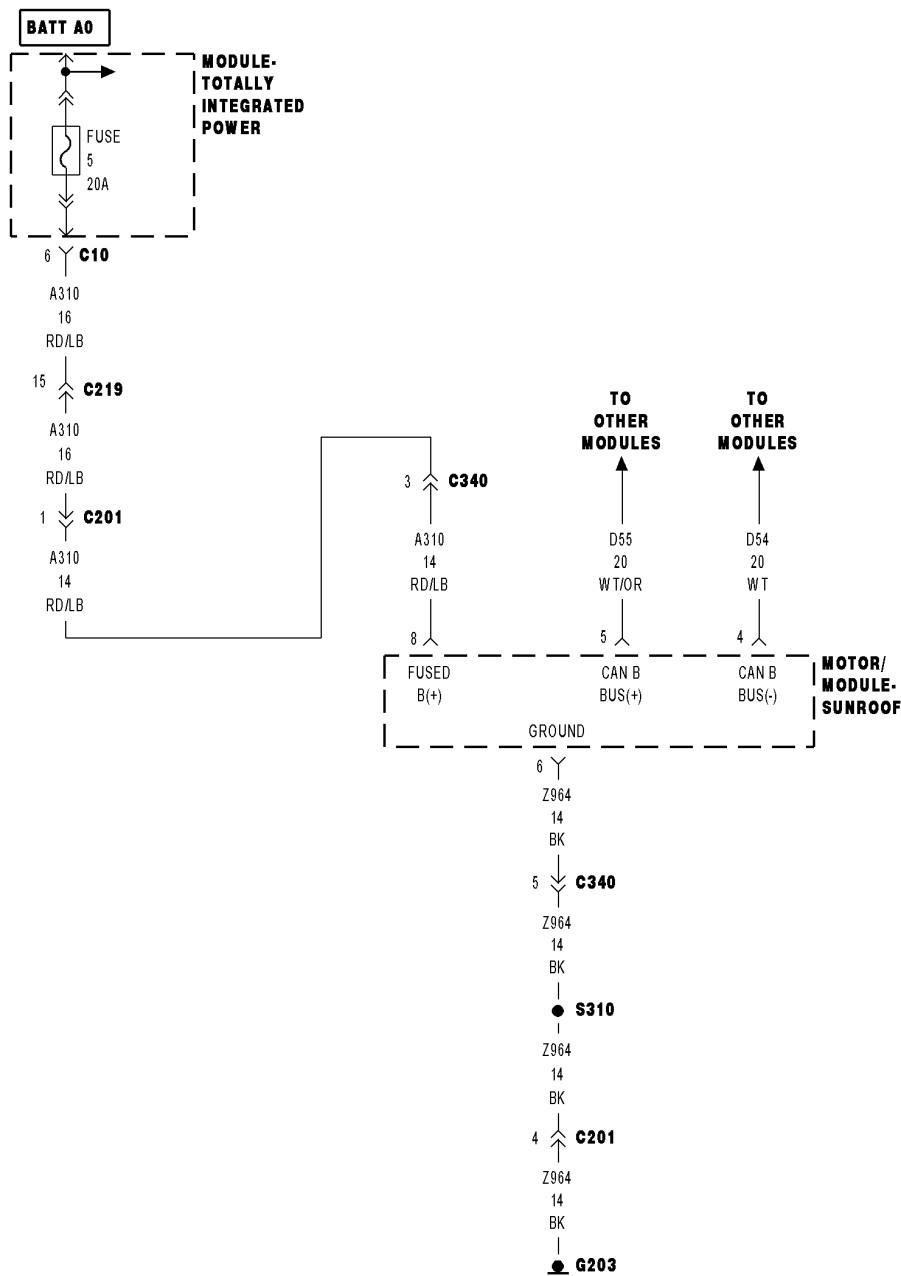 BATT A0
MODULE-
TOTALLY
INTEGRATED
POWER
FUSE
5
20A
6
C10
A310
16
RD/LB
15
C219
A310
16
RD/LB
1
C201
A310
14
RD/LB
3
C340
A310
14
RD/LB
8
TO
OTHER
MODULES
D55
20
WT/OR
5
TO
OTHER
MODULES
D54
20
WT
4
FUSED
B(+)
CAN B
BUS(+)
CAN B
BUS(-)
GROUND
MOTOR/
MODULE-
SUNROOF
6
Z964
14
BK
5
C340
Z964
14
BK
S310
Z964
14
BK
4
C201
Z964
14
BK
G203